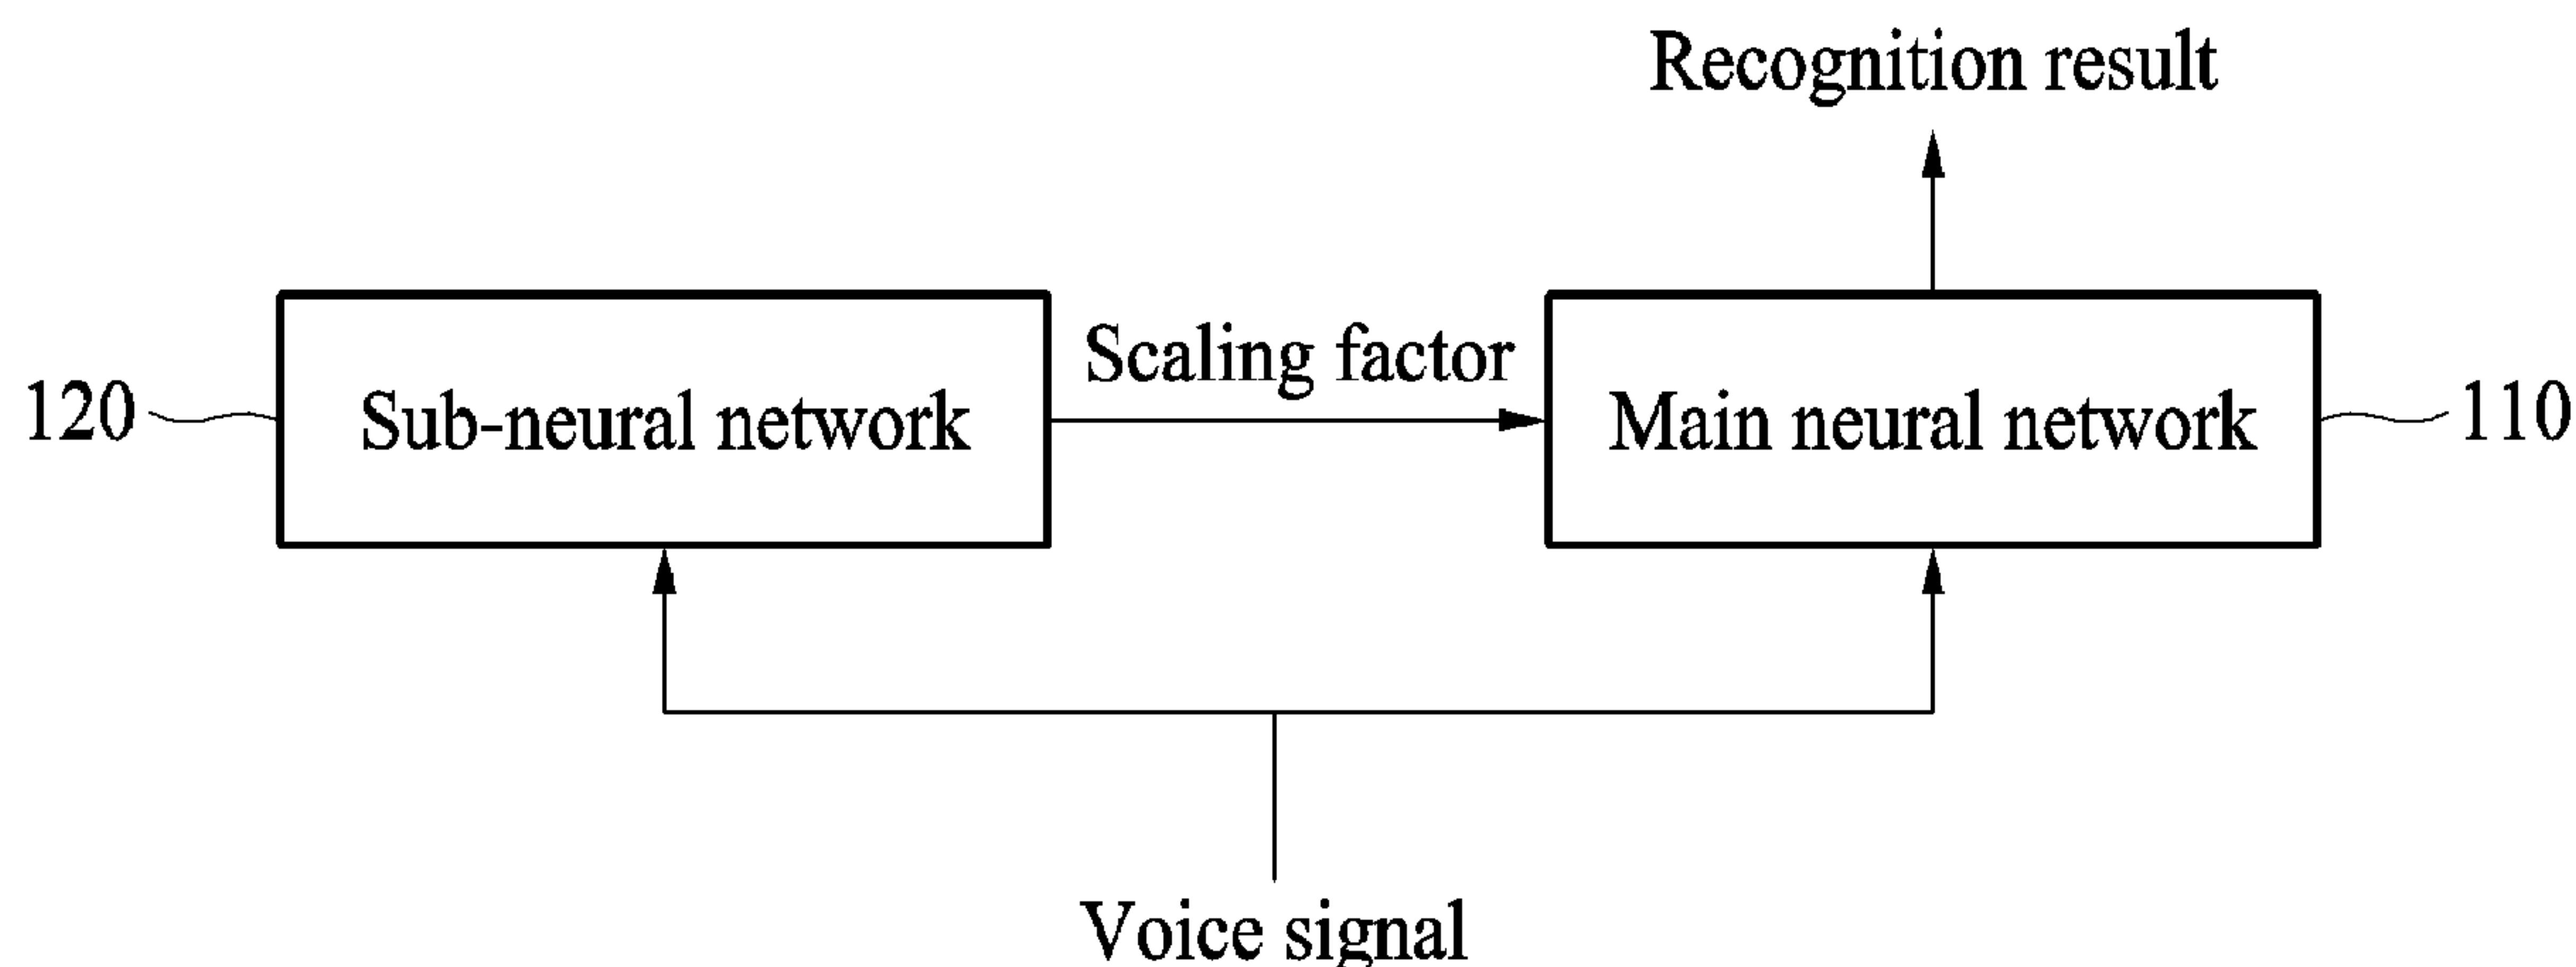 Recognition result
Scaling factor
120
Sub-neural network
Main neural network
110
Voice signal